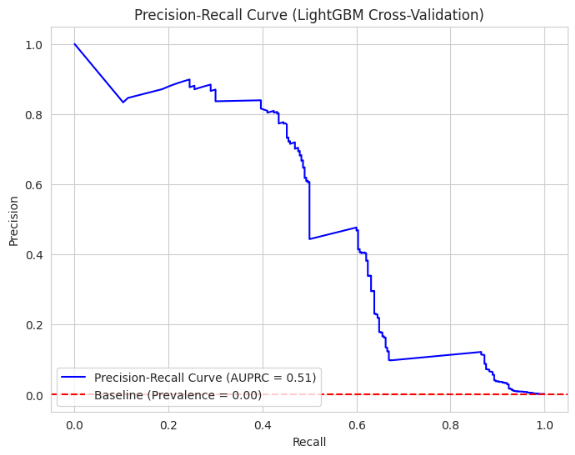 Precision-Recall Curve (LightGBM Cross-Validation)
1.0
0.8
0.6
0.4
0.2
0.0
Precision
Precision-Recall Curve (AUPRC = 0.51)
Baseline (Prevalence = 0.00)
0.0 0.2 0.4 0.6 0.8 1.0
Recall